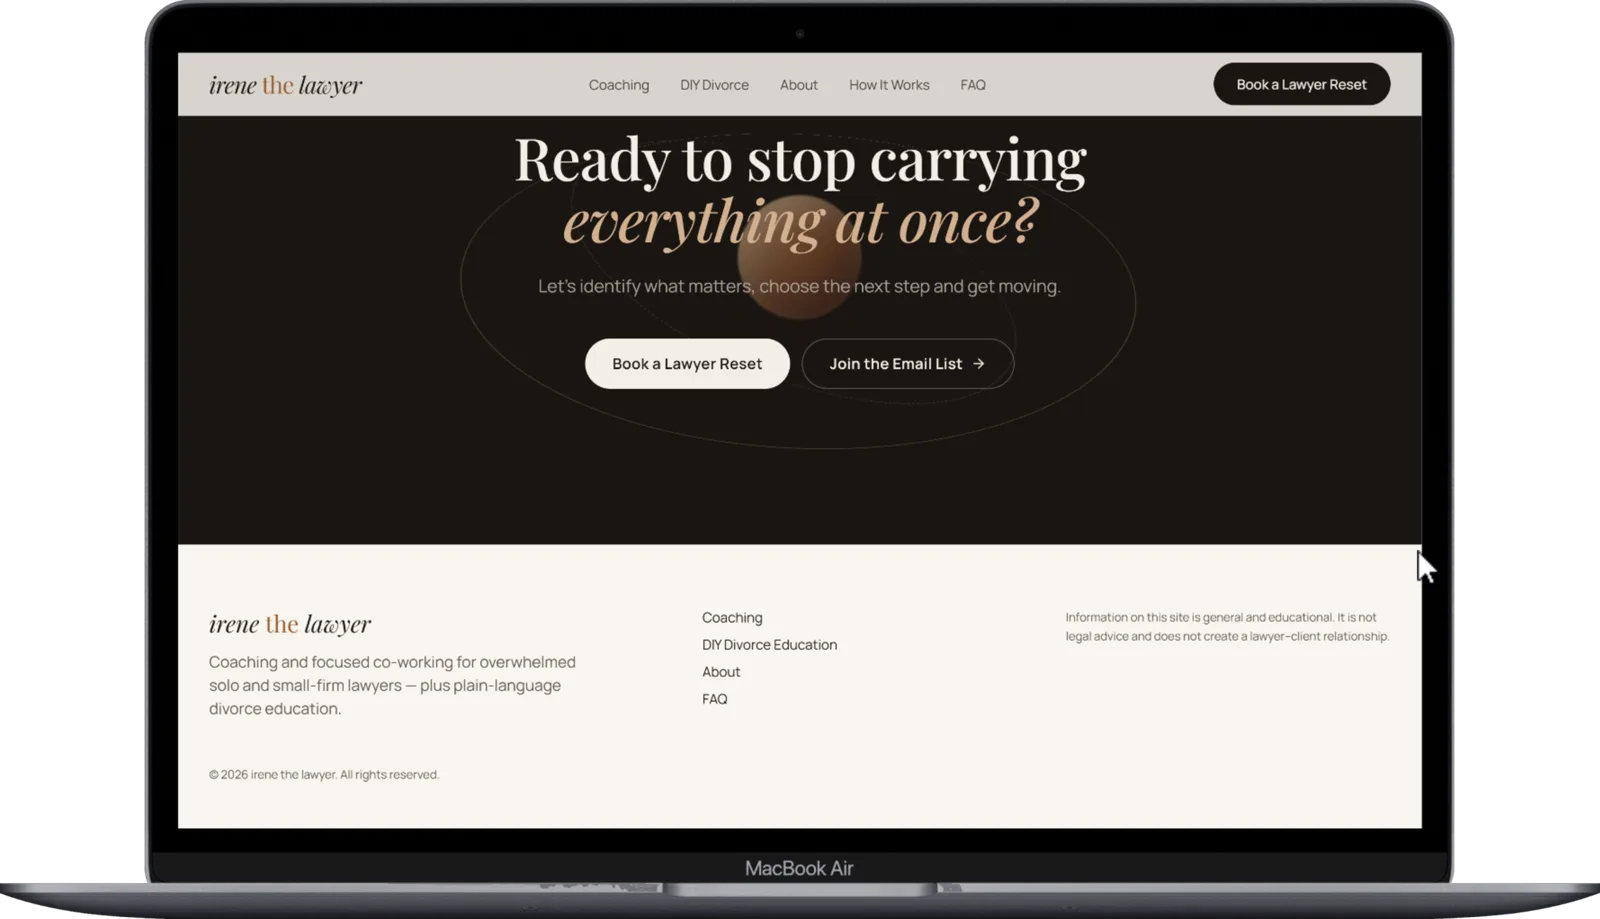 irene the lawyer
Coaching DIY Divorce About How It Works FAQ
Book a Lawyer Reset
Ready to stop carrying
everything at once?
Let's identify what matters, choose the next step and get moving.
Book a Lawyer Reset
Join the Email List →
irene the lawyer
Coaching and focused co-working for overwhelmed
solo and small-firm lawyers — plus plain-language
divorce education.
Coaching
DIY Divorce Education
About
FAQ
Information on this site is general and educational. It is not
legal advice and does not create a lawyer–client relationship.
© 2026 irene the lawyer. All rights reserved.
MacBook Air